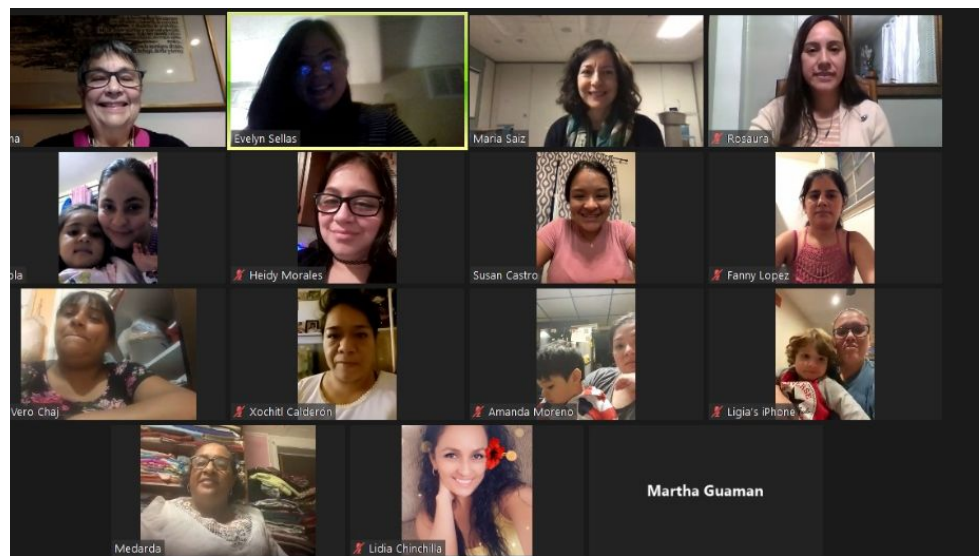 na
Evelyn Sellas
Maria Saiz
Rosaura
ola
Heidy Morales
Susan Castro
Fanny Lopez
Vero Chaj
Xochitl Calderón
Amanda Moreno
Ligia's iPhone
Medarda
Lidia Chinchilla
Martha Guaman